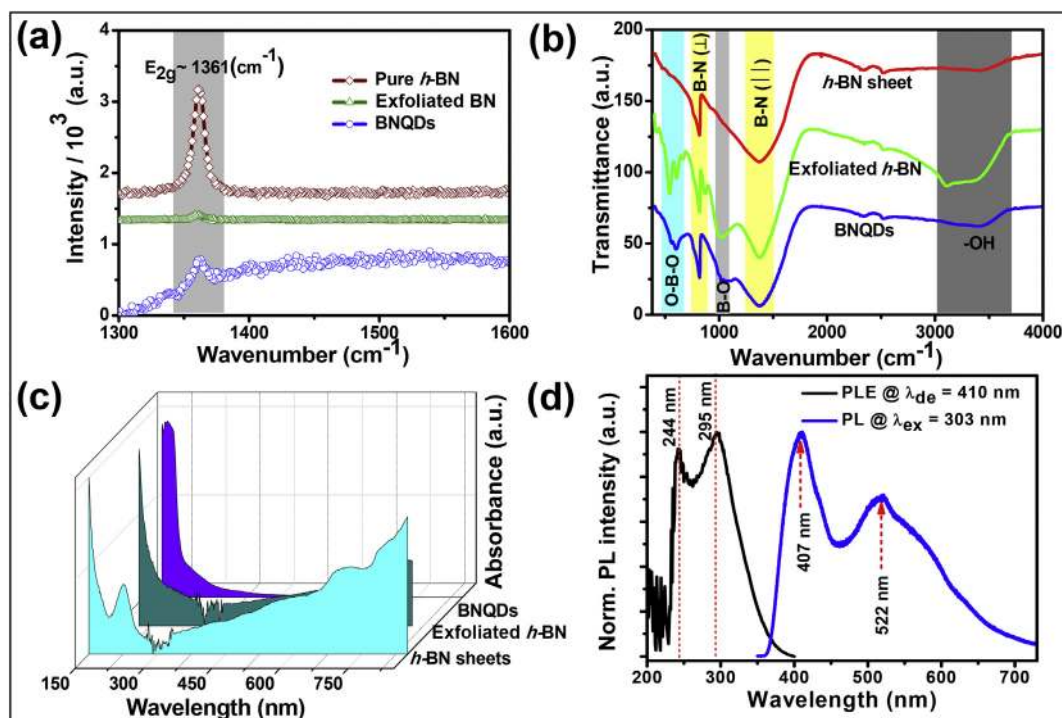 (a)
E2g~ 1361(cm-1)
Pure h-BN
Exfoliated BN
BNQDs
Intensity / 10^3 (a.u.)
4
3
2
1
0
1300 1400 1500 1600
Wavenumber (cm-1)
(b)
B-N (⊥)
B-N (||)
h-BN sheet
Exfoliated h-BN
BNQDs
-OH
O-B-O
B-O
Transmittance (a.u.)
200
150
100
50
0
1000 2000 3000 4000
Wavenumber (cm-1)
(c)
Absorbance (a.u.)
BNQDs
Exfoliated h-BN
h-BN sheets
150 300 450 600 750
Wavelength (nm)
(d)
PLE @ λde = 410 nm
PL @ λex = 303 nm
244 nm
295 nm
407 nm
522 nm
Norm. PL intensity (a.u.)
200 300 400 500 600 700
Wavelength (nm)